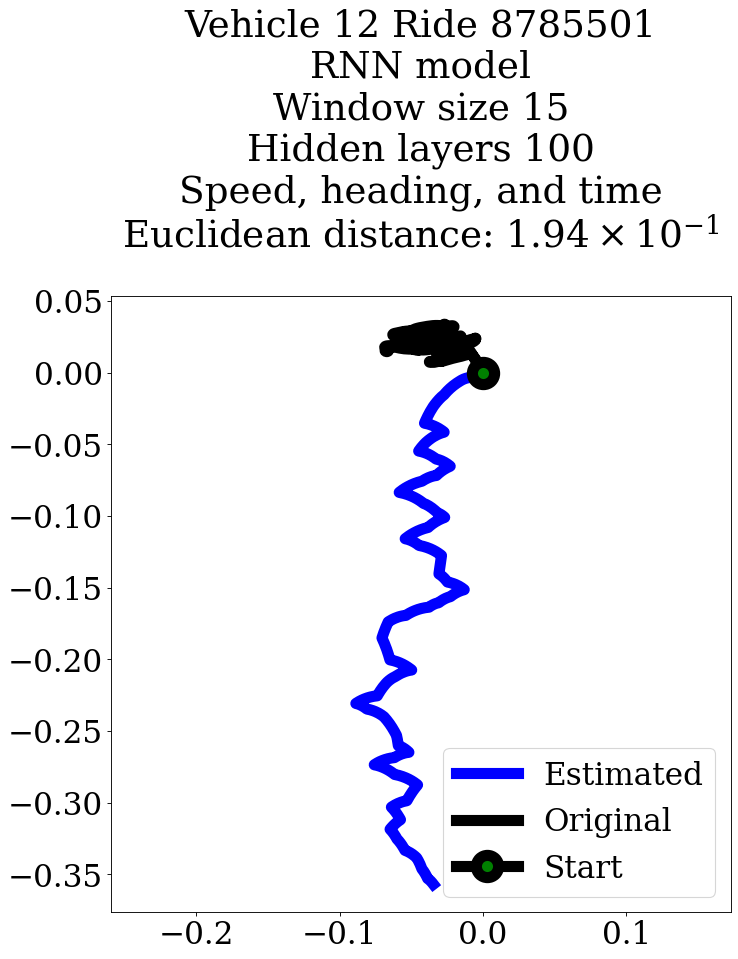 Vehicle 12 Ride 8785501
RNN model
Window size 15
Hidden layers 100
Speed, heading, and time
Euclidean distance: 1.94 × 10⁻¹
0.05
0.00
−0.05
−0.10
−0.15
−0.20
−0.25
−0.30
−0.35
Estimated
Original
Start
−0.2 −0.1 0.0 0.1